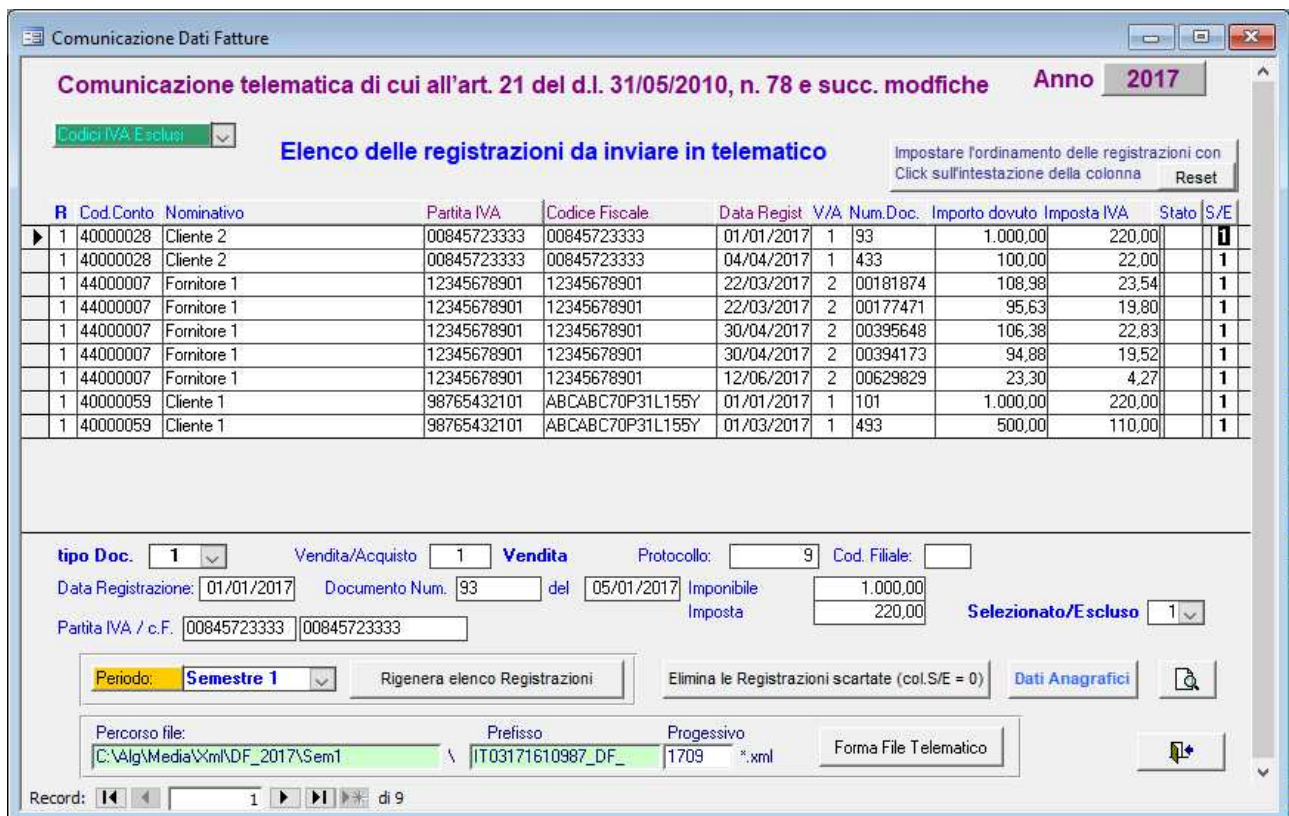 Comunicazione Dati Fatture
Comunicazione telematica di cui all'art. 21 del d.l. 31/05/2010, n. 78 e succ. modfiche Anno 2017
Codici IVA Esclusi
Elenco delle registrazioni da inviare in telematico
Impostare l'ordinamento delle registrazioni con
Click sull'intestazione della colonna Reset
R Cod.Conto Nominativo Partita IVA Codice Fiscale Data Regist V/A Num.Doc. Importo dovuto Imposta IVA Stato S/E
1 40000028 Cliente 2 00845723333 00845723333 01/01/2017 1 93 1.000,00 220,00 1
1 40000028 Cliente 2 00845723333 00845723333 04/04/2017 1 433 100,00 22,00 1
1 44000007 Fornitore 1 12345678901 12345678901 22/03/2017 2 00181874 108,98 23,54 1
1 44000007 Fornitore 1 12345678901 12345678901 22/03/2017 2 00177471 95,63 19,80 1
1 44000007 Fornitore 1 12345678901 12345678901 30/04/2017 2 00395648 106,38 22,83 1
1 44000007 Fornitore 1 12345678901 12345678901 30/04/2017 2 00394173 94,88 19,52 1
1 44000007 Fornitore 1 12345678901 12345678901 12/06/2017 2 00629829 23,30 4,27 1
1 40000059 Cliente 1 98765432101 ABCABC70P31L155Y 01/01/2017 1 101 1.000,00 220,00 1
1 40000059 Cliente 1 98765432101 ABCABC70P31L155Y 01/03/2017 1 493 500,00 110,00 1
tipo Doc. 1 Vendita/Acquisto 1 Vendita Protocollo: 9 Cod. Filiale:
Data Registrazione: 01/01/2017 Documento Num. 93 del 05/01/2017 Imponibile 1.000,00
Imposta 220,00 Selezionato/Escluso 1
Partita IVA / c.F. 00845723333 00845723333
Periodo: Semestre 1 Rigenera elenco Registrazioni Elimina le Registrazioni scartate (col.S/E = 0) Dati Anagrafici
Percorso file: Prefisso Progessivo
C:\Alg\Media\Xml\DF_2017\Sem1 \ IT03171610987_DF_ 1709 *.xml Forma File Telematico
Record: 1 di 9